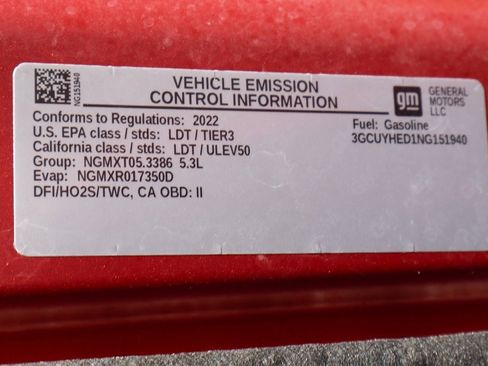 NG151940
VEHICLE EMISSION
CONTROL INFORMATION
gm
GENERAL
MOTORS
LLC
Conforms to Regulations: 2022
U.S. EPA class / stds: LDT / TIER3
California class / stds: LDT / ULEV50
Group: NGMXT05.3386 5.3L
Evap: NGMXR017350D
DFI/HO2S/TWC, CA OBD: II
Fuel: Gasoline
3GCUYHED1NG151940